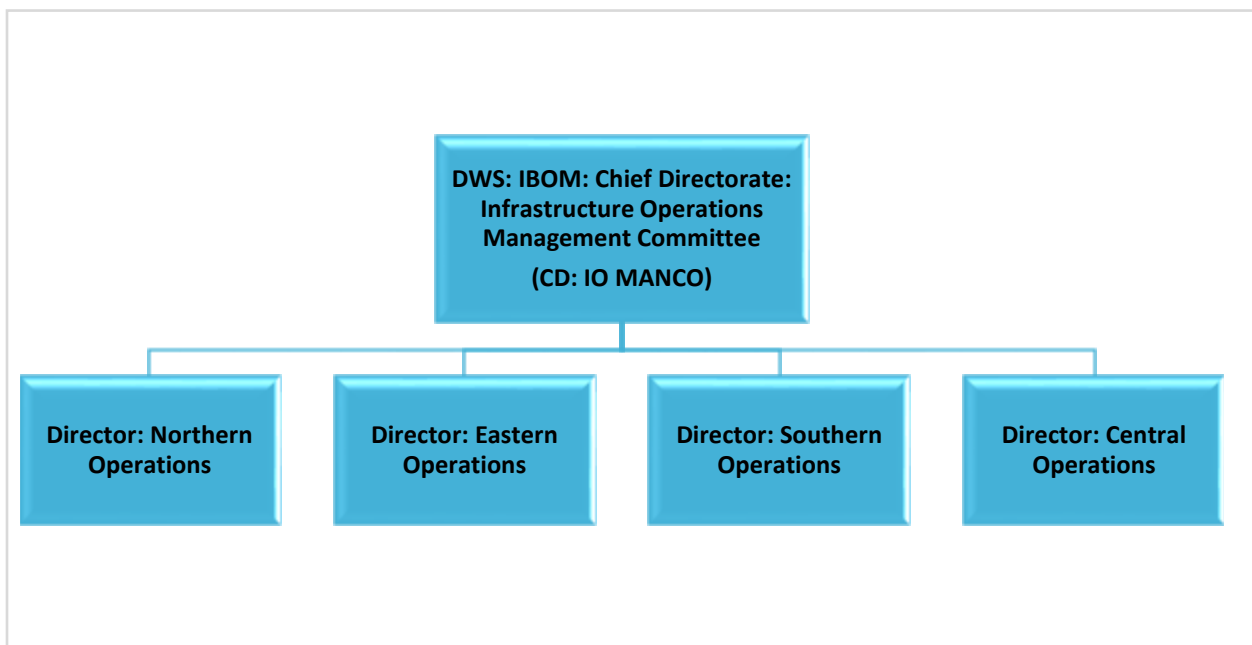 DWS: IBOM: Chief Directorate:
Infrastructure Operations
Management Committee
(CD: IO MANCO)
Director: Northern
Operations
Director: Eastern
Operations
Director: Southern
Operations
Director: Central
Operations